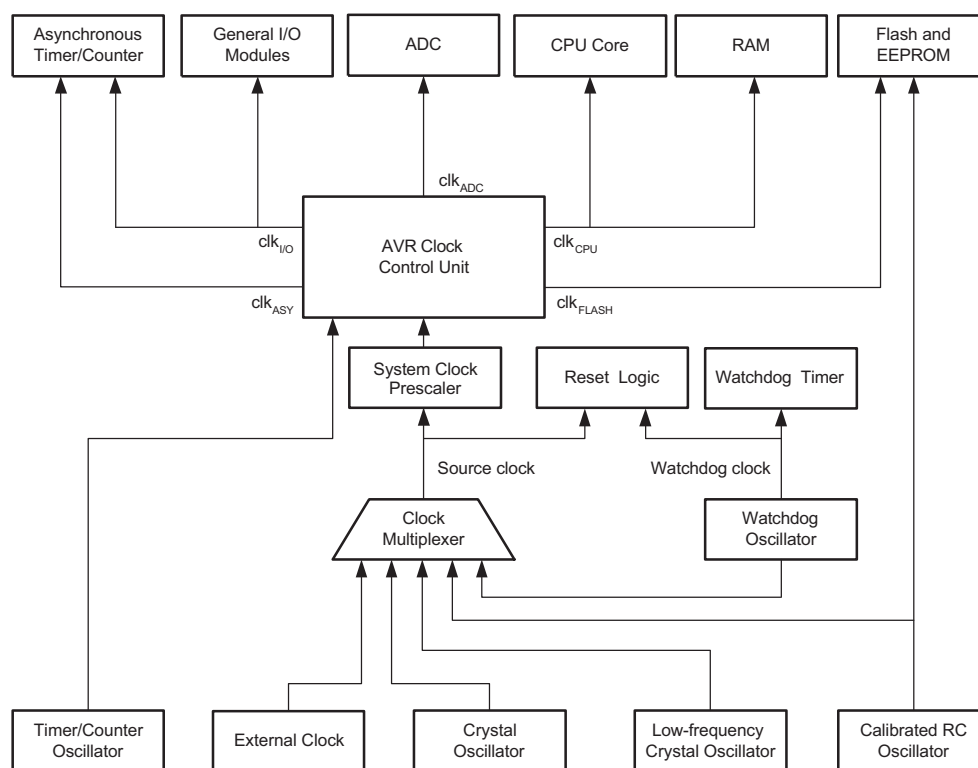 Asynchronous
Timer/Counter
General I/O
Modules
ADC
CPU Core
RAM
Flash and
EEPROM
clkADC
clkI/O
AVR Clock
Control Unit
clkCPU
clkASY
clkFLASH
System Clock
Prescaler
Reset Logic
Watchdog Timer
Source clock
Watchdog clock
Clock
Multiplexer
Watchdog
Oscillator
Timer/Counter
Oscillator
External Clock
Crystal
Oscillator
Low-frequency
Crystal Oscillator
Calibrated RC
Oscillator